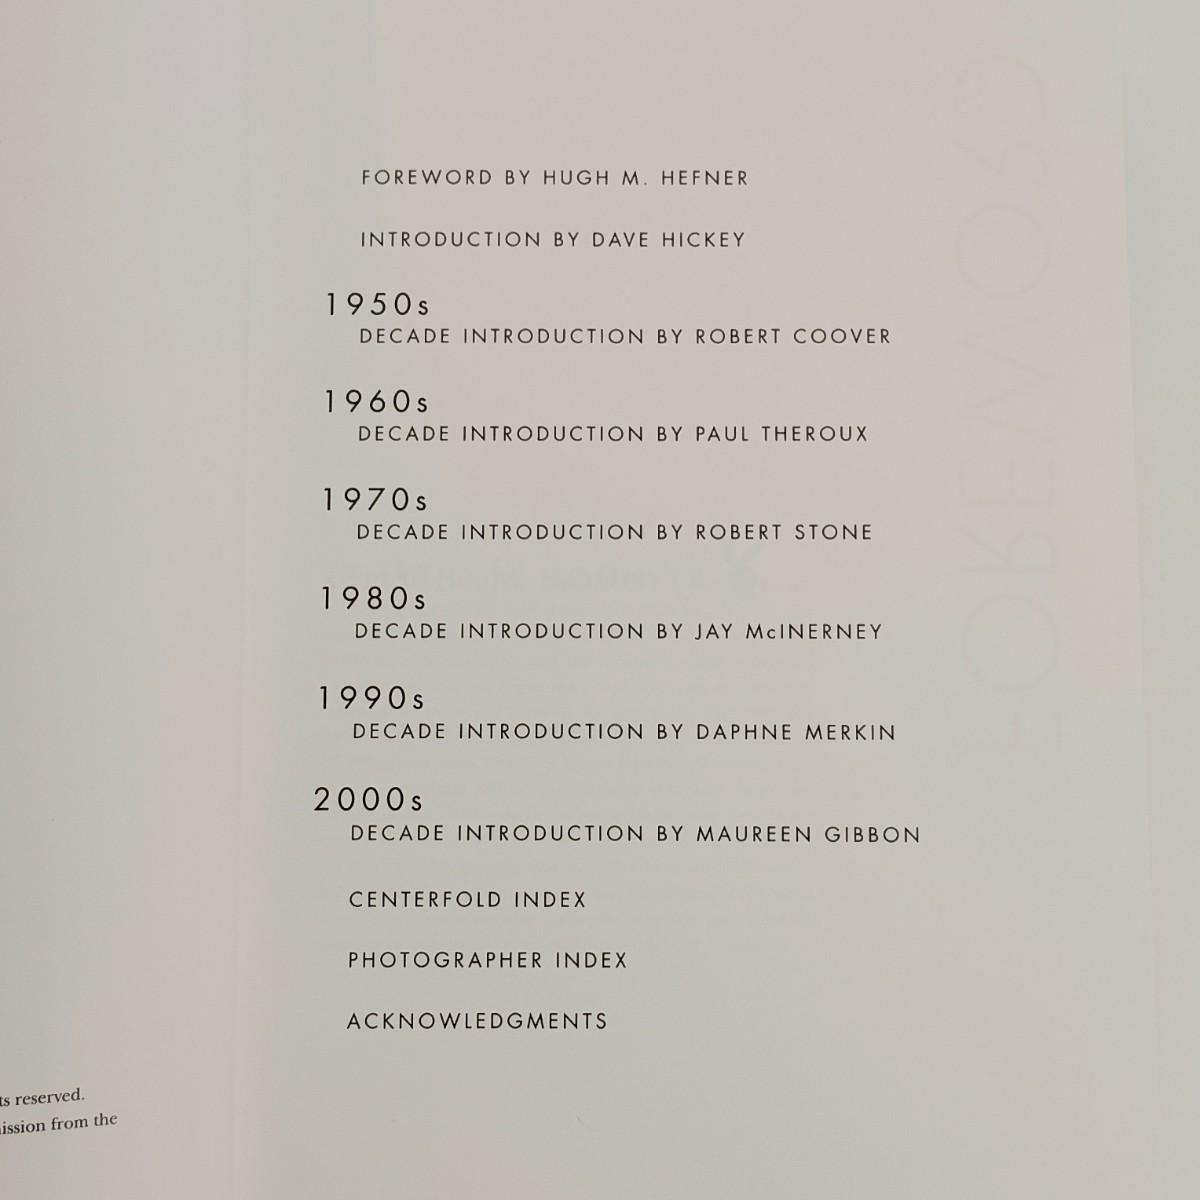 FOREWORD BY HUGH M. HEFNER
INTRODUCTION BY DAVE HICKEY
1950s
DECADE INTRODUCTION BY ROBERT COOVER
1960s
DECADE INTRODUCTION BY PAUL THEROUX
1970s
DECADE INTRODUCTION BY ROBERT STONE
1980s
DECADE INTRODUCTION BY JAY McINERNEY
1990s
DECADE INTRODUCTION BY DAPHNE MERKIN
2000s
DECADE INTRODUCTION BY MAUREEN GIBBON
CENTERFOLD INDEX
PHOTOGRAPHER INDEX
ACKNOWLEDGMENTS
reserved.
from the
FOREWORD